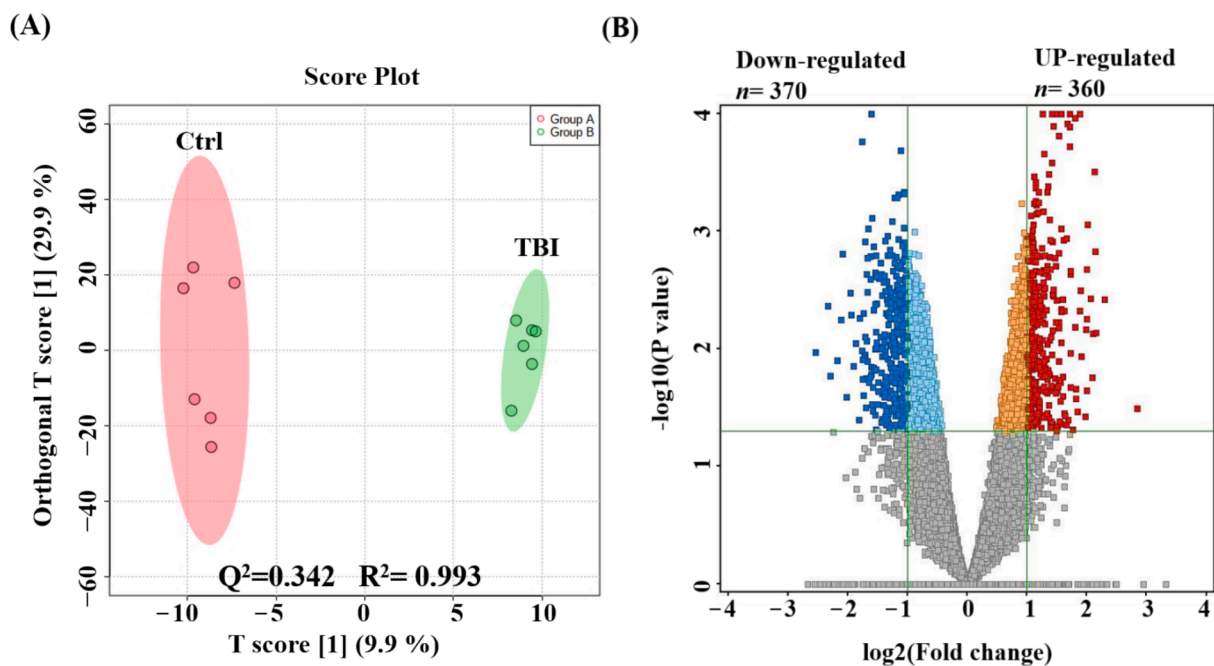 (A)
Score Plot
Orthogonal T score [1] (29.9 %)
60
40
20
0
−20
−40
−60
Ctrl
TBI
Group A
Group B
Q²=0.342 R²= 0.993
−10 −5 0 5 10
T score [1] (9.9 %)
(B)
Down-regulated
n= 370
UP-regulated
n= 360
-log10(P value)
4
3
2
1
0
−4 −3 −2 −1 0 1 2 3 4
log2(Fold change)